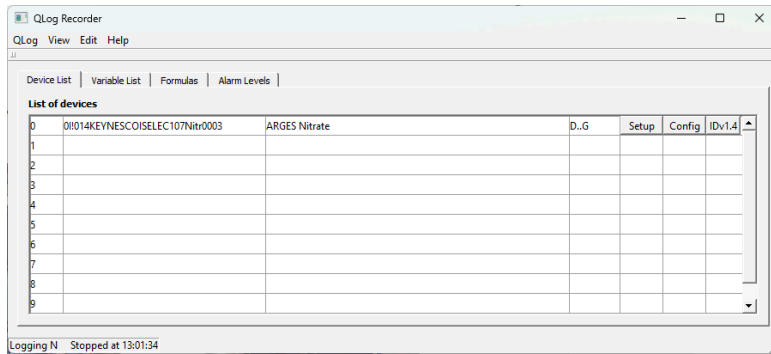 QLog Recorder
QLog View Edit Help
Device List Variable List Formulas Alarm Levels
List of devices
0 0I!014KEYNESCOISELEC107Nitr0003 ARGES Nitrate D..G Setup Config IDv1.4
1
2
3
4
5
6
7
8
9
Logging N Stopped at 13:01:34